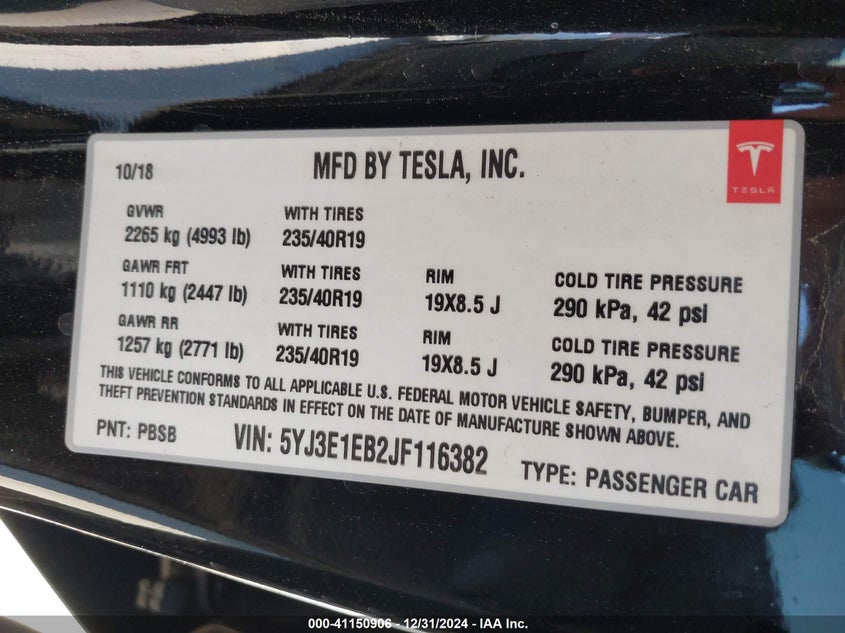 10/18 MFD BY TESLA, INC.
TESLA
GVWR WITH TIRES
2265 kg (4993 lb) 235/40R19
GAWR FRT WITH TIRES RIM COLD TIRE PRESSURE
1110 kg (2447 lb) 235/40R19 19X8.5 J 290 kPa, 42 psi
GAWR RR WITH TIRES RIM COLD TIRE PRESSURE
1257 kg (2771 lb) 235/40R19 19X8.5 J 290 kPa, 42 psi
THIS VEHICLE CONFORMS TO ALL APPLICABLE U.S. FEDERAL MOTOR VEHICLE SAFETY, BUMPER, AND
THEFT PREVENTION STANDARDS IN EFFECT ON THE DATE OF MANUFACTURE SHOWN ABOVE.
PNT: PBSB VIN: 5YJ3E1EB2JF116382 TYPE: PASSENGER CAR
000-41150906 - 12/31/2024 - IAA Inc.